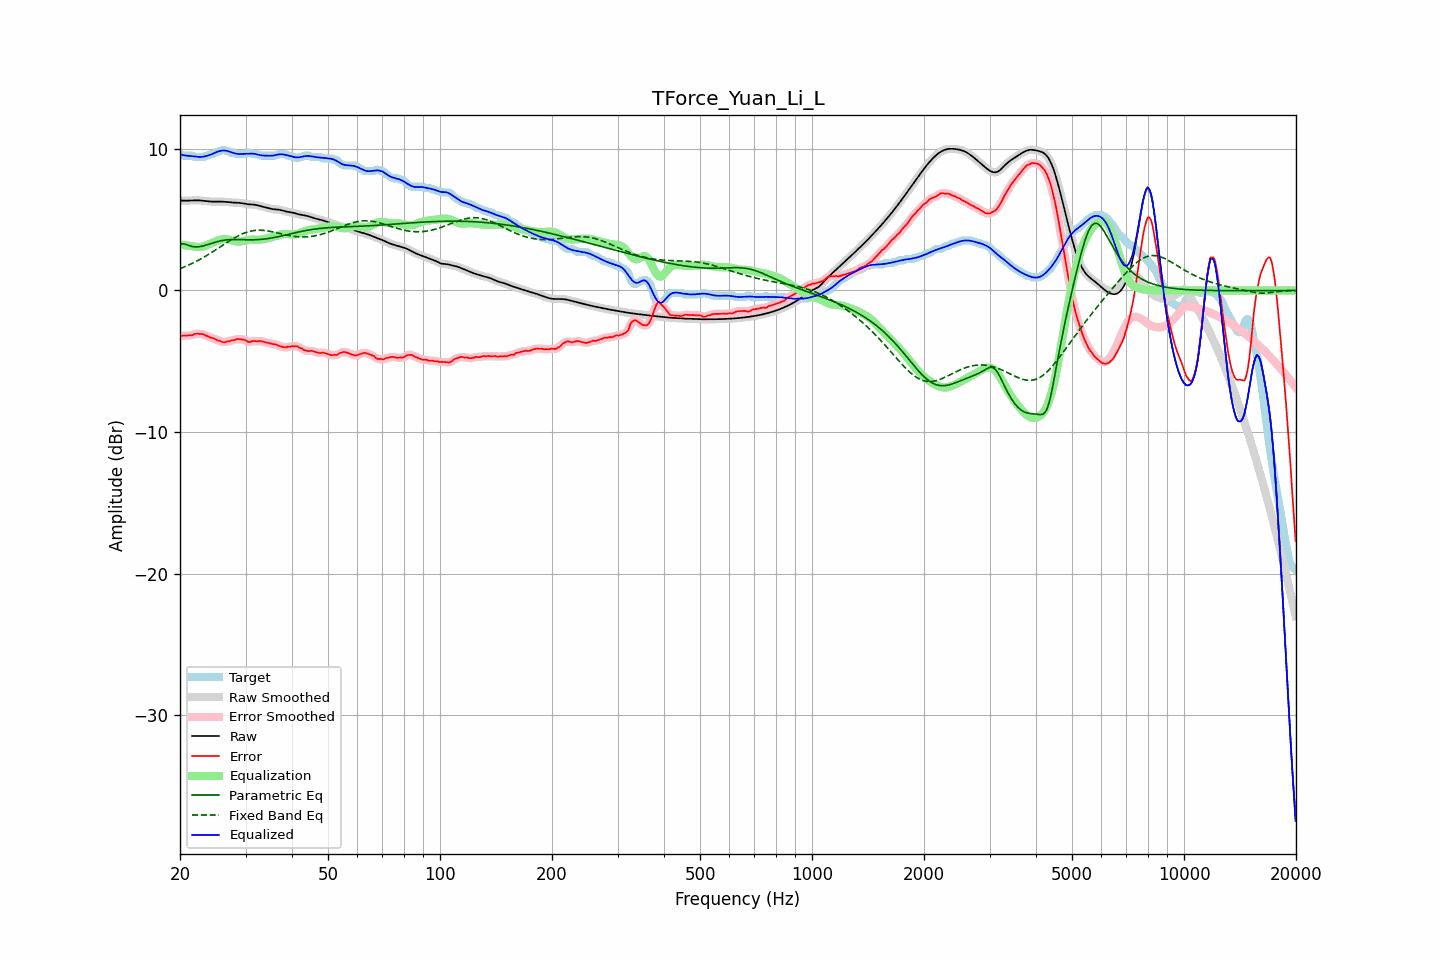 TForce_Yuan_Li_L
Amplitude (dBr)
10
0
−10
−20
−30
Target
Raw Smoothed
Error Smoothed
Raw
Error
Equalization
Parametric Eq
Fixed Band Eq
Equalized
20 50 100 200 500 1000 2000 5000 10000 20000
Frequency (Hz)